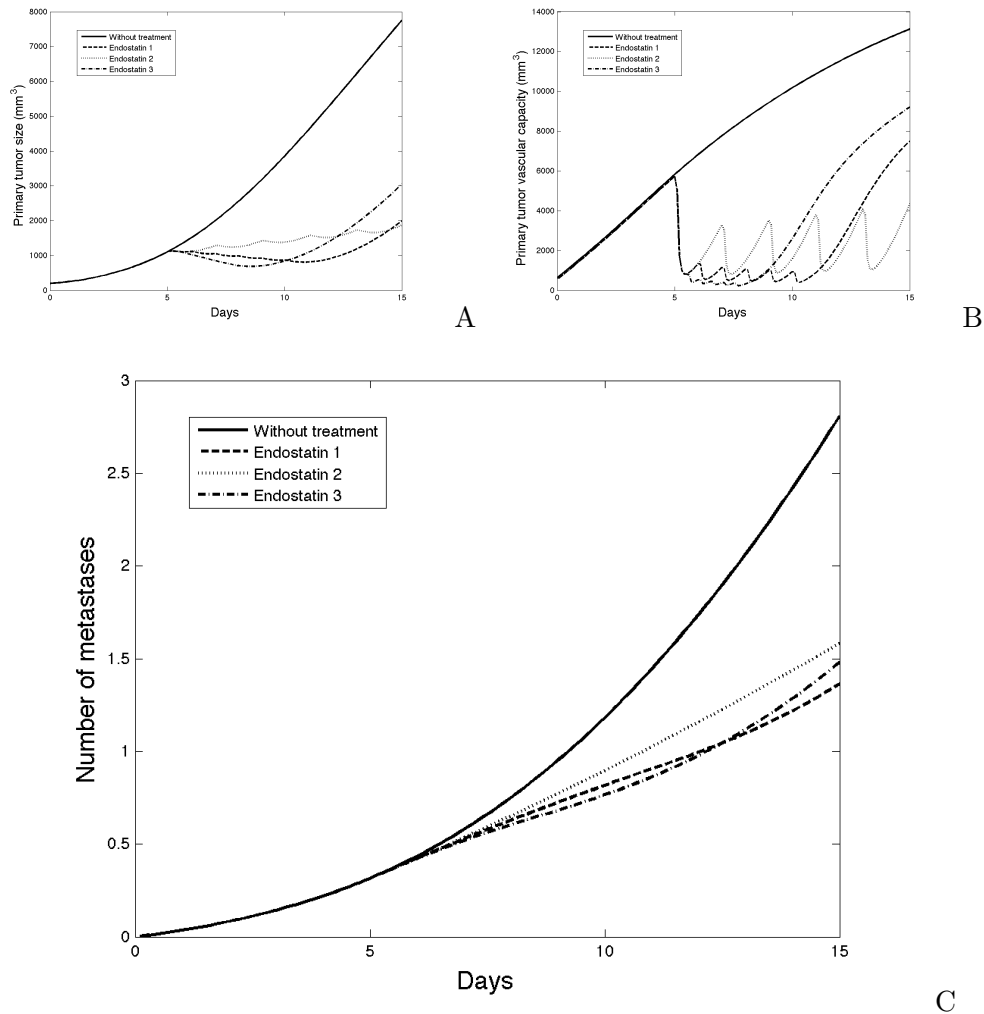 8000
7000
6000
5000
4000
3000
2000
1000
0
Primary tumor size (mm3)
Without treatment
Endostatin 1
Endostatin 2
Endostatin 3
0 5 10 15
Days
A
14000
12000
10000
8000
6000
4000
2000
0
Primary tumor vascular capacity (mm3)
Without treatment
Endostatin 1
Endostatin 2
Endostatin 3
0 5 10 15
Days
B
3
2.5
2
1.5
1
0.5
0
Number of metastases
Without treatment
Endostatin 1
Endostatin 2
Endostatin 3
0 5 10 15
Days
C